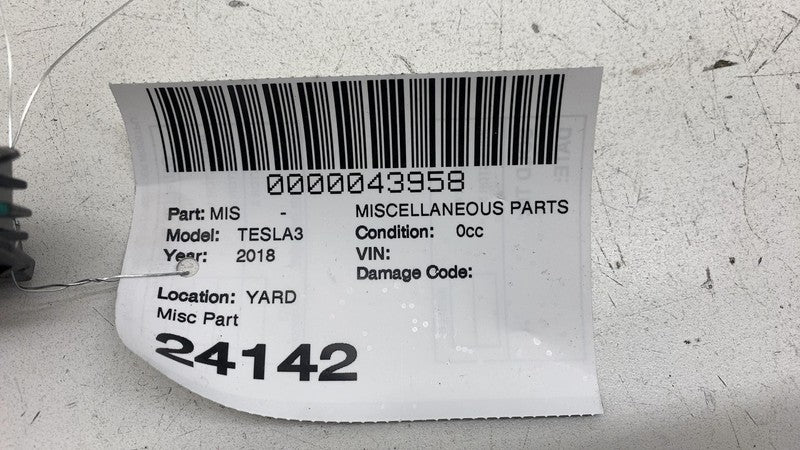 0000043958
Part: MIS - MISCELLANEOUS PARTS
Model: TESLA3 Condition: 0cc
Year: 2018 VIN:
Damage Code:
Location: YARD
Misc Part
24142